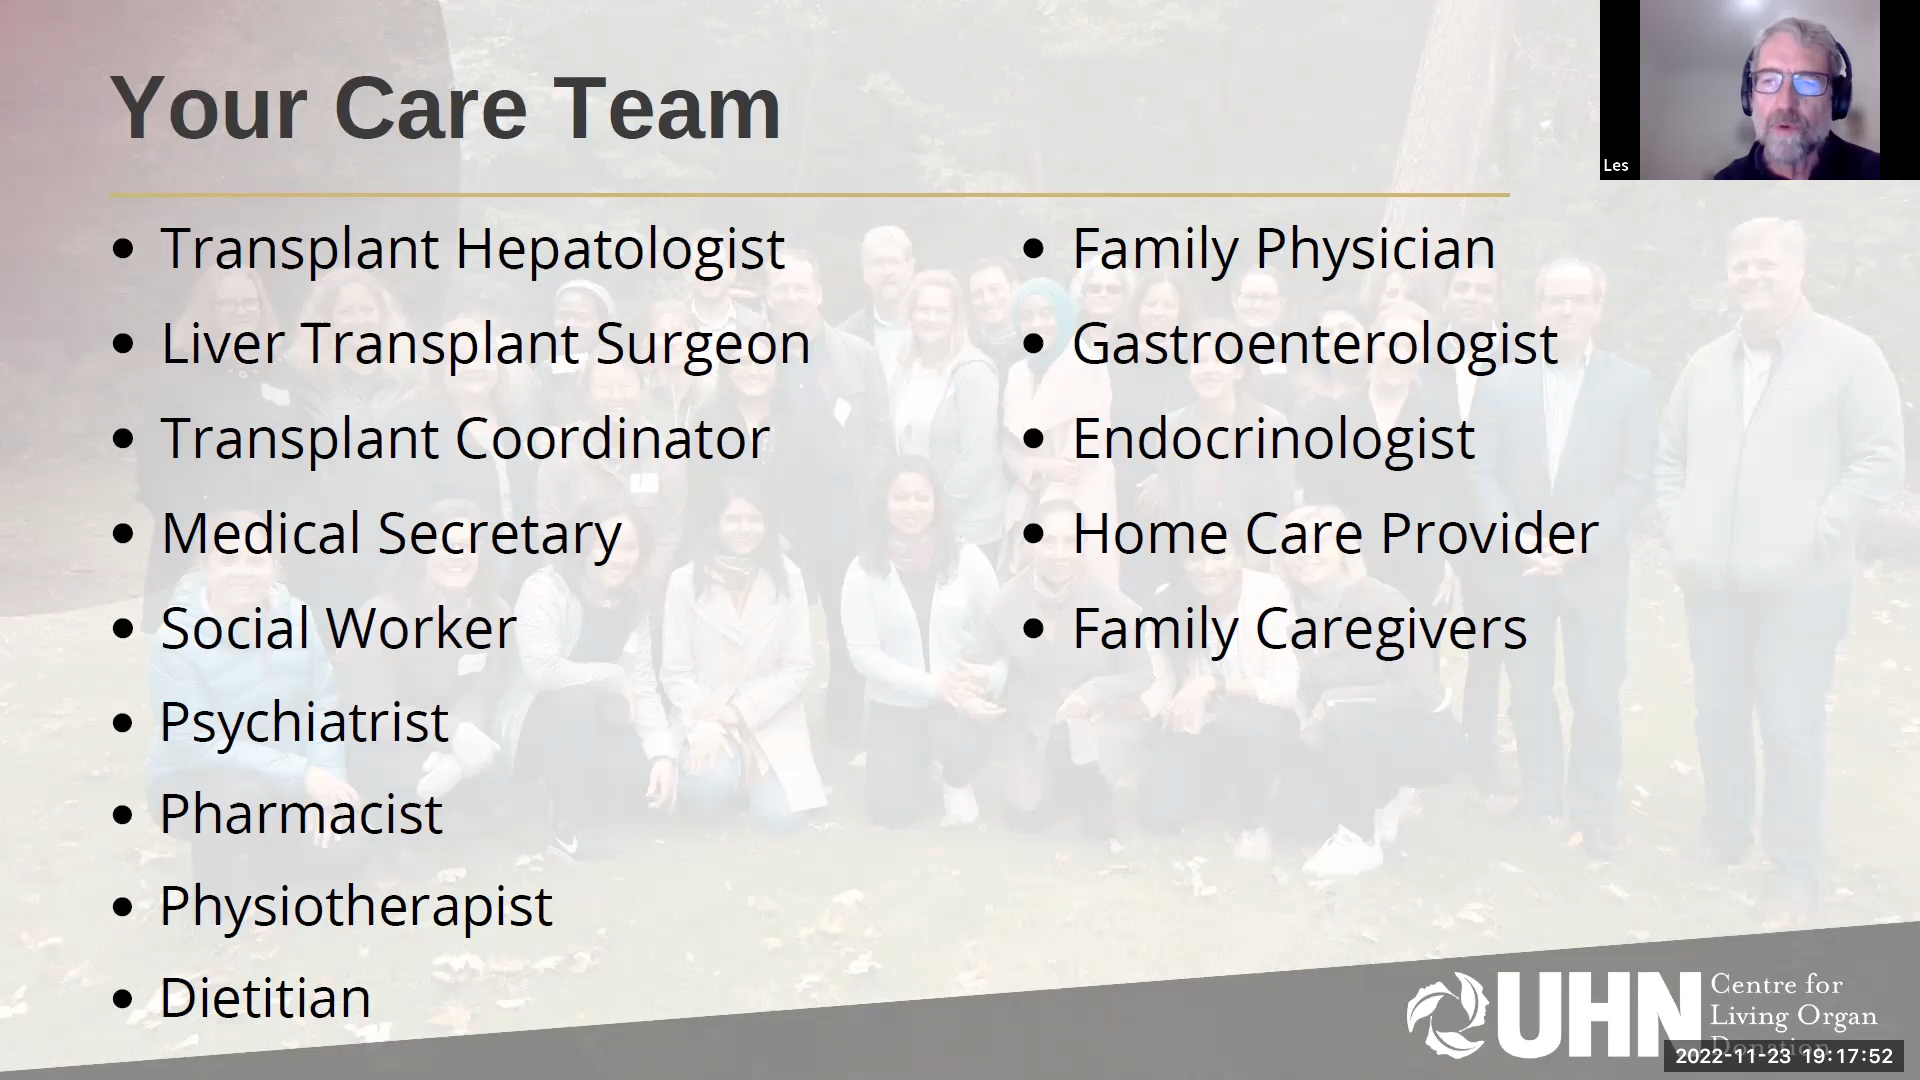 Your Care Team
• Transplant Hepatologist
• Liver Transplant Surgeon
• Transplant Coordinator
• Medical Secretary
• Social Worker
• Psychiatrist
• Pharmacist
• Physiotherapist
• Dietitian
• Family Physician
• Gastroenterologist
• Endocrinologist
• Home Care Provider
• Family Caregivers
Les
UHN
Centre for
Living Organ
Donation
2022-11-23 19:17:52